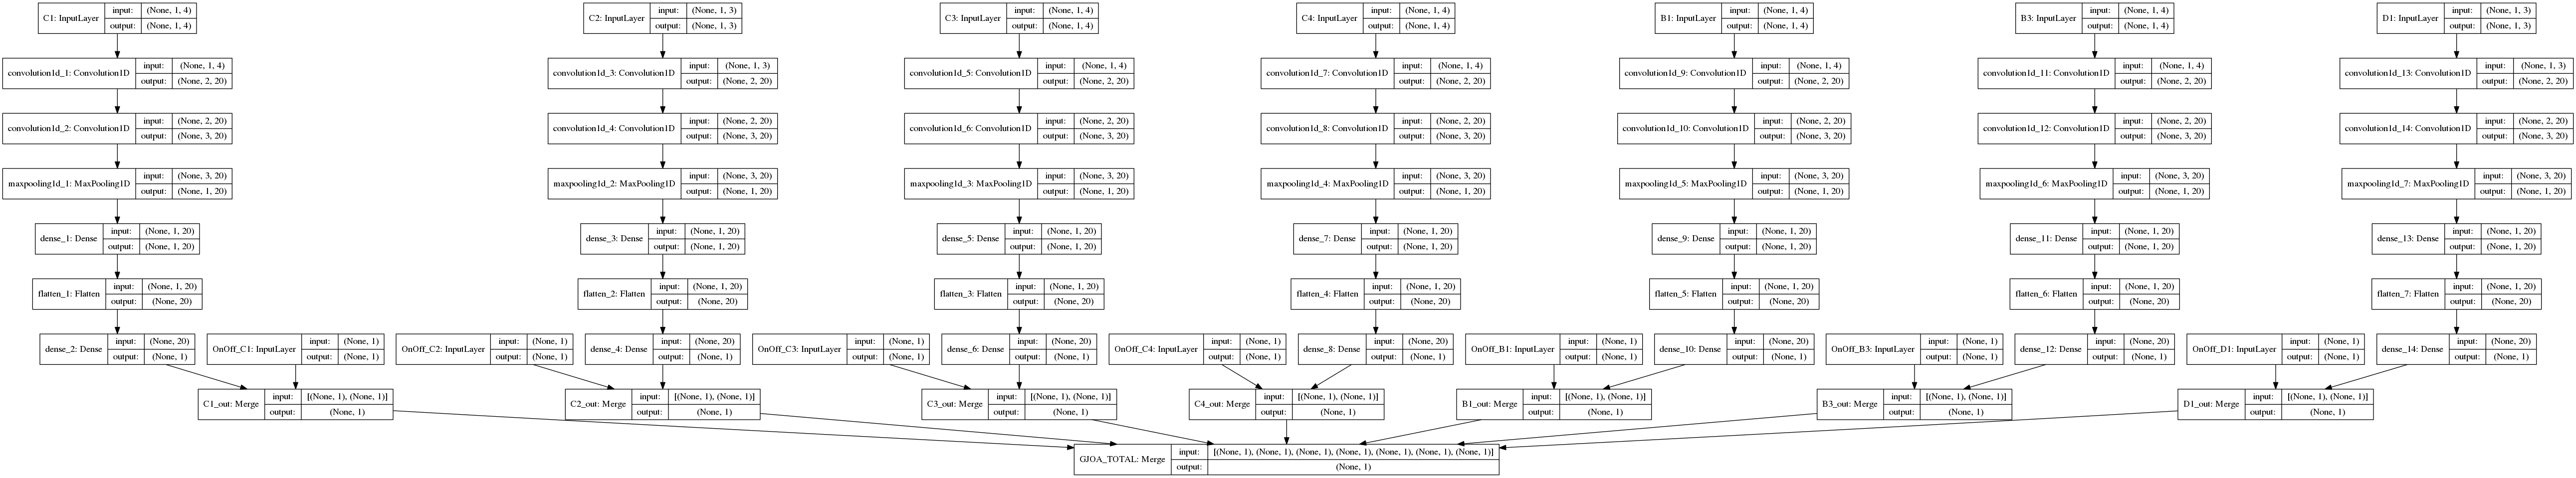 C1: InputLayer input: (None, 1, 4) output: (None, 1, 4)
C2: InputLayer input: (None, 1, 3) output: (None, 1, 3)
C3: InputLayer input: (None, 1, 4) output: (None, 1, 4)
C4: InputLayer input: (None, 1, 4) output: (None, 1, 4)
B1: InputLayer input: (None, 1, 4) output: (None, 1, 4)
B3: InputLayer input: (None, 1, 4) output: (None, 1, 4)
D1: InputLayer input: (None, 1, 3) output: (None, 1, 3)
convolution1d_1: Convolution1D input: (None, 1, 4) output: (None, 2, 20)
convolution1d_3: Convolution1D input: (None, 1, 3) output: (None, 2, 20)
convolution1d_5: Convolution1D input: (None, 1, 4) output: (None, 2, 20)
convolution1d_7: Convolution1D input: (None, 1, 4) output: (None, 2, 20)
convolution1d_9: Convolution1D input: (None, 1, 4) output: (None, 2, 20)
convolution1d_11: Convolution1D input: (None, 1, 4) output: (None, 2, 20)
convolution1d_13: Convolution1D input: (None, 1, 3) output: (None, 2, 20)
convolution1d_2: Convolution1D input: (None, 2, 20) output: (None, 3, 20)
convolution1d_4: Convolution1D input: (None, 2, 20) output: (None, 3, 20)
convolution1d_6: Convolution1D input: (None, 2, 20) output: (None, 3, 20)
convolution1d_8: Convolution1D input: (None, 2, 20) output: (None, 3, 20)
convolution1d_10: Convolution1D input: (None, 2, 20) output: (None, 3, 20)
convolution1d_12: Convolution1D input: (None, 2, 20) output: (None, 3, 20)
convolution1d_14: Convolution1D input: (None, 2, 20) output: (None, 3, 20)
maxpooling1d_1: MaxPooling1D input: (None, 3, 20) output: (None, 1, 20)
maxpooling1d_2: MaxPooling1D input: (None, 3, 20) output: (None, 1, 20)
maxpooling1d_3: MaxPooling1D input: (None, 3, 20) output: (None, 1, 20)
maxpooling1d_4: MaxPooling1D input: (None, 3, 20) output: (None, 1, 20)
maxpooling1d_5: MaxPooling1D input: (None, 3, 20) output: (None, 1, 20)
maxpooling1d_6: MaxPooling1D input: (None, 3, 20) output: (None, 1, 20)
maxpooling1d_7: MaxPooling1D input: (None, 3, 20) output: (None, 1, 20)
dense_1: Dense input: (None, 1, 20) output: (None, 1, 20)
dense_3: Dense input: (None, 1, 20) output: (None, 1, 20)
dense_5: Dense input: (None, 1, 20) output: (None, 1, 20)
dense_7: Dense input: (None, 1, 20) output: (None, 1, 20)
dense_9: Dense input: (None, 1, 20) output: (None, 1, 20)
dense_11: Dense input: (None, 1, 20) output: (None, 1, 20)
dense_13: Dense input: (None, 1, 20) output: (None, 1, 20)
flatten_1: Flatten input: (None, 1, 20) output: (None, 20)
flatten_2: Flatten input: (None, 1, 20) output: (None, 20)
flatten_3: Flatten input: (None, 1, 20) output: (None, 20)
flatten_4: Flatten input: (None, 1, 20) output: (None, 20)
flatten_5: Flatten input: (None, 1, 20) output: (None, 20)
flatten_6: Flatten input: (None, 1, 20) output: (None, 20)
flatten_7: Flatten input: (None, 1, 20) output: (None, 20)
dense_2: Dense input: (None, 20) output: (None, 1)
OnOff_C1: InputLayer input: (None, 1) output: (None, 1)
OnOff_C2: InputLayer input: (None, 1) output: (None, 1)
dense_4: Dense input: (None, 20) output: (None, 1)
OnOff_C3: InputLayer input: (None, 1) output: (None, 1)
dense_6: Dense input: (None, 20) output: (None, 1)
OnOff_C4: InputLayer input: (None, 1) output: (None, 1)
dense_8: Dense input: (None, 20) output: (None, 1)
OnOff_B1: InputLayer input: (None, 1) output: (None, 1)
dense_10: Dense input: (None, 20) output: (None, 1)
OnOff_B3: InputLayer input: (None, 1) output: (None, 1)
dense_12: Dense input: (None, 20) output: (None, 1)
OnOff_D1: InputLayer input: (None, 1) output: (None, 1)
dense_14: Dense input: (None, 20) output: (None, 1)
C1_out: Merge input: [(None, 1), (None, 1)] output: (None, 1)
C2_out: Merge input: [(None, 1), (None, 1)] output: (None, 1)
C3_out: Merge input: [(None, 1), (None, 1)] output: (None, 1)
C4_out: Merge input: [(None, 1), (None, 1)] output: (None, 1)
B1_out: Merge input: [(None, 1), (None, 1)] output: (None, 1)
B3_out: Merge input: [(None, 1), (None, 1)] output: (None, 1)
D1_out: Merge input: [(None, 1), (None, 1)] output: (None, 1)
GJOA_TOTAL: Merge input: [(None, 1), (None, 1), (None, 1), (None, 1), (None, 1), (None, 1), (None, 1)] output: (None, 1)